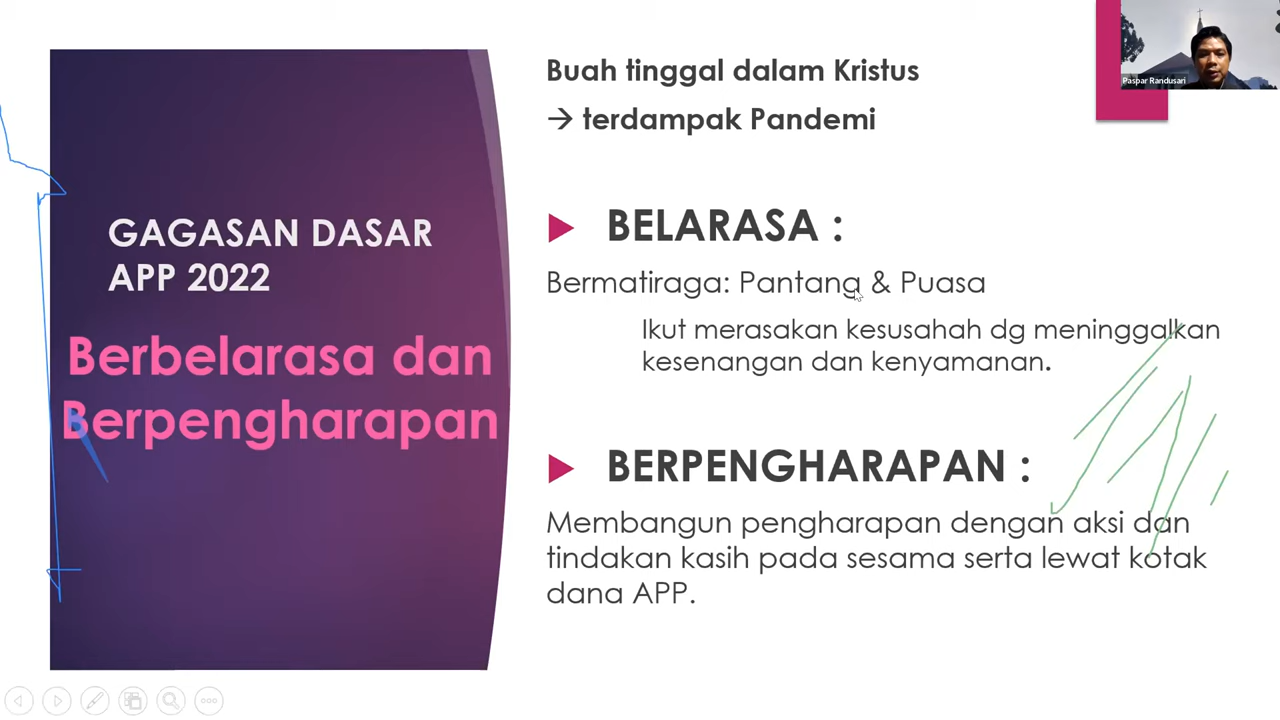 Buah tinggal dalam Kristus
→ terdampak Pandemi
Paspar Randusari
GAGASAN DASAR
APP 2022
Berbelarasa dan
Berpengharapan
BELARASA :
Bermatiraga: Pantang & Puasa
Ikut merasakan kesusahah dg meninggalkan
kesenangan dan kenyamanan.
BERPENGHARAPAN :
Membangun pengharapan dengan aksi dan
tindakan kasih pada sesama serta lewat kotak
dana APP.